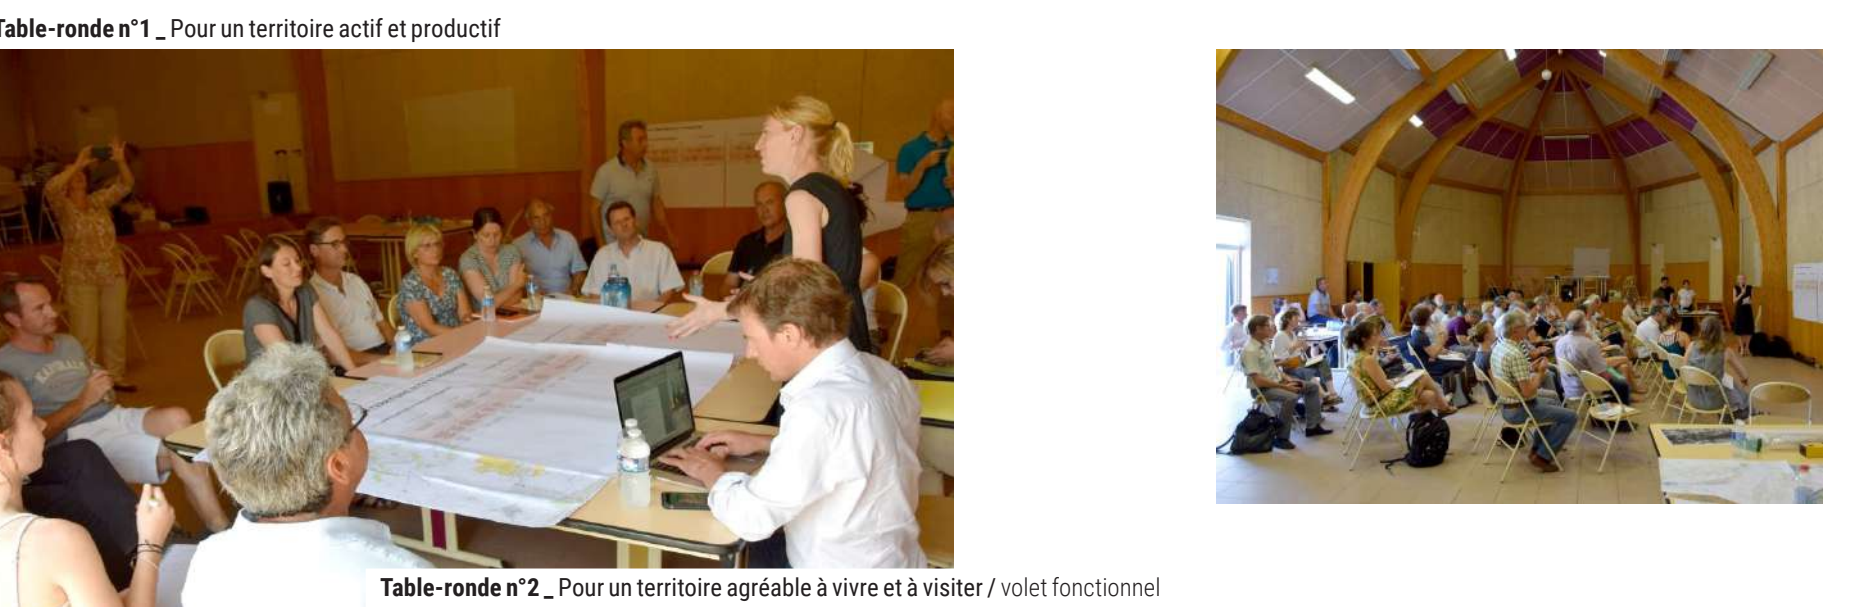 Table-ronde n°1 _ Pour un territoire actif et productif
Table-ronde n°2 _ Pour un territoire agréable à vivre et à visiter / volet fonctionnel